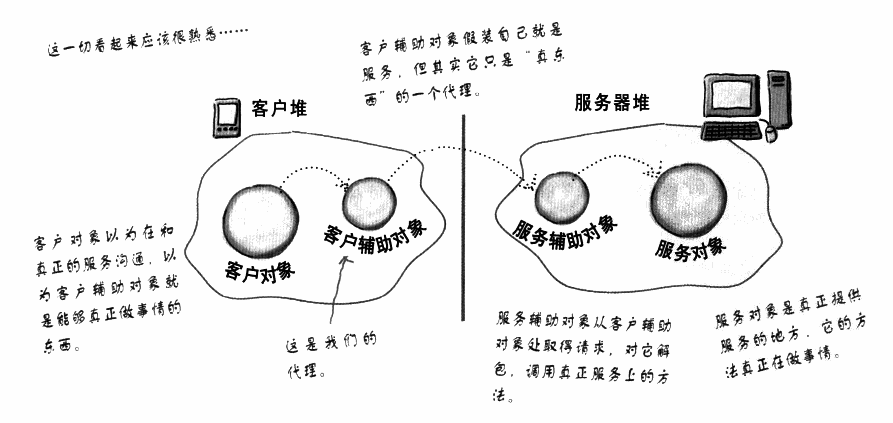 这一切看起来应该很熟悉……
客户辅助对象假装自己就是
服务，但其实它只是“真东
西”的一个代理。
客户堆
服务器堆
客户对象
客户辅助对象
服务辅助对象
服务对象
客户对象以为在和
真正的服务沟通，以
为客户辅助对象就
是能够真正做事情的
东西。
这是我们的
代理。
服务辅助对象从客户辅助
对象处取得请求，对它解
包，调用真正服务上的方
法。
服务对象是真正提供
服务的地方，它的方
法真正在做事情。